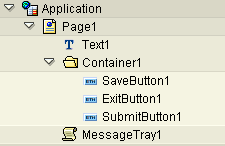 Application
Page1
T Text1
Container1
SaveButton1
ExitButton1
SubmitButton1
MessageTray1